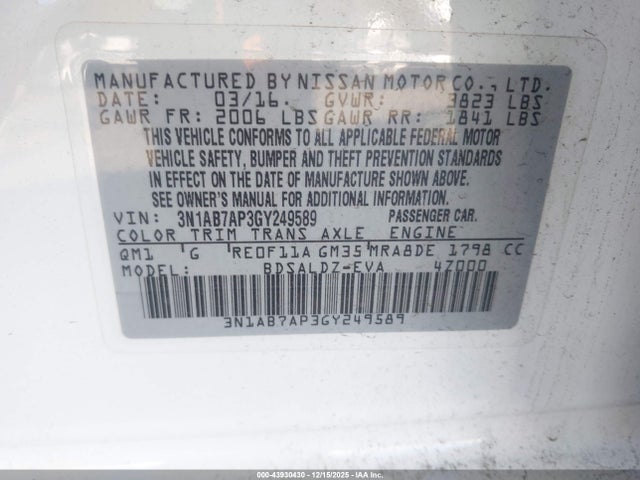 MANUFACTURED BY NISSAN MOTOR CO., LTD.
DATE: 03/16. GVWR: 3823 LBS
GAWR FR: 2006 LBS GAWR RR: 1841 LBS
THIS VEHICLE CONFORMS TO ALL APPLICABLE FEDERAL MOTOR
VEHICLE SAFETY, BUMPER AND THEFT PREVENTION STANDARDS
IN EFFECT ON THE DATE OF MANUFACTURE SHOWN ABOVE.
SEE OWNER'S MANUAL FOR ADDITIONAL INFORMATION.
VIN: 3N1AB7AP3GY249589 PASSENGER CAR.
COLOR TRIM TRANS AXLE ENGINE
QM1 G RE0F11A GM35 MRA8DE 1798 CC
MODEL: BDSALDZ-EVA 4Z000
3N1AB7AP3GY249589
000-43930430 - 12/15/2025 - IAA Inc.